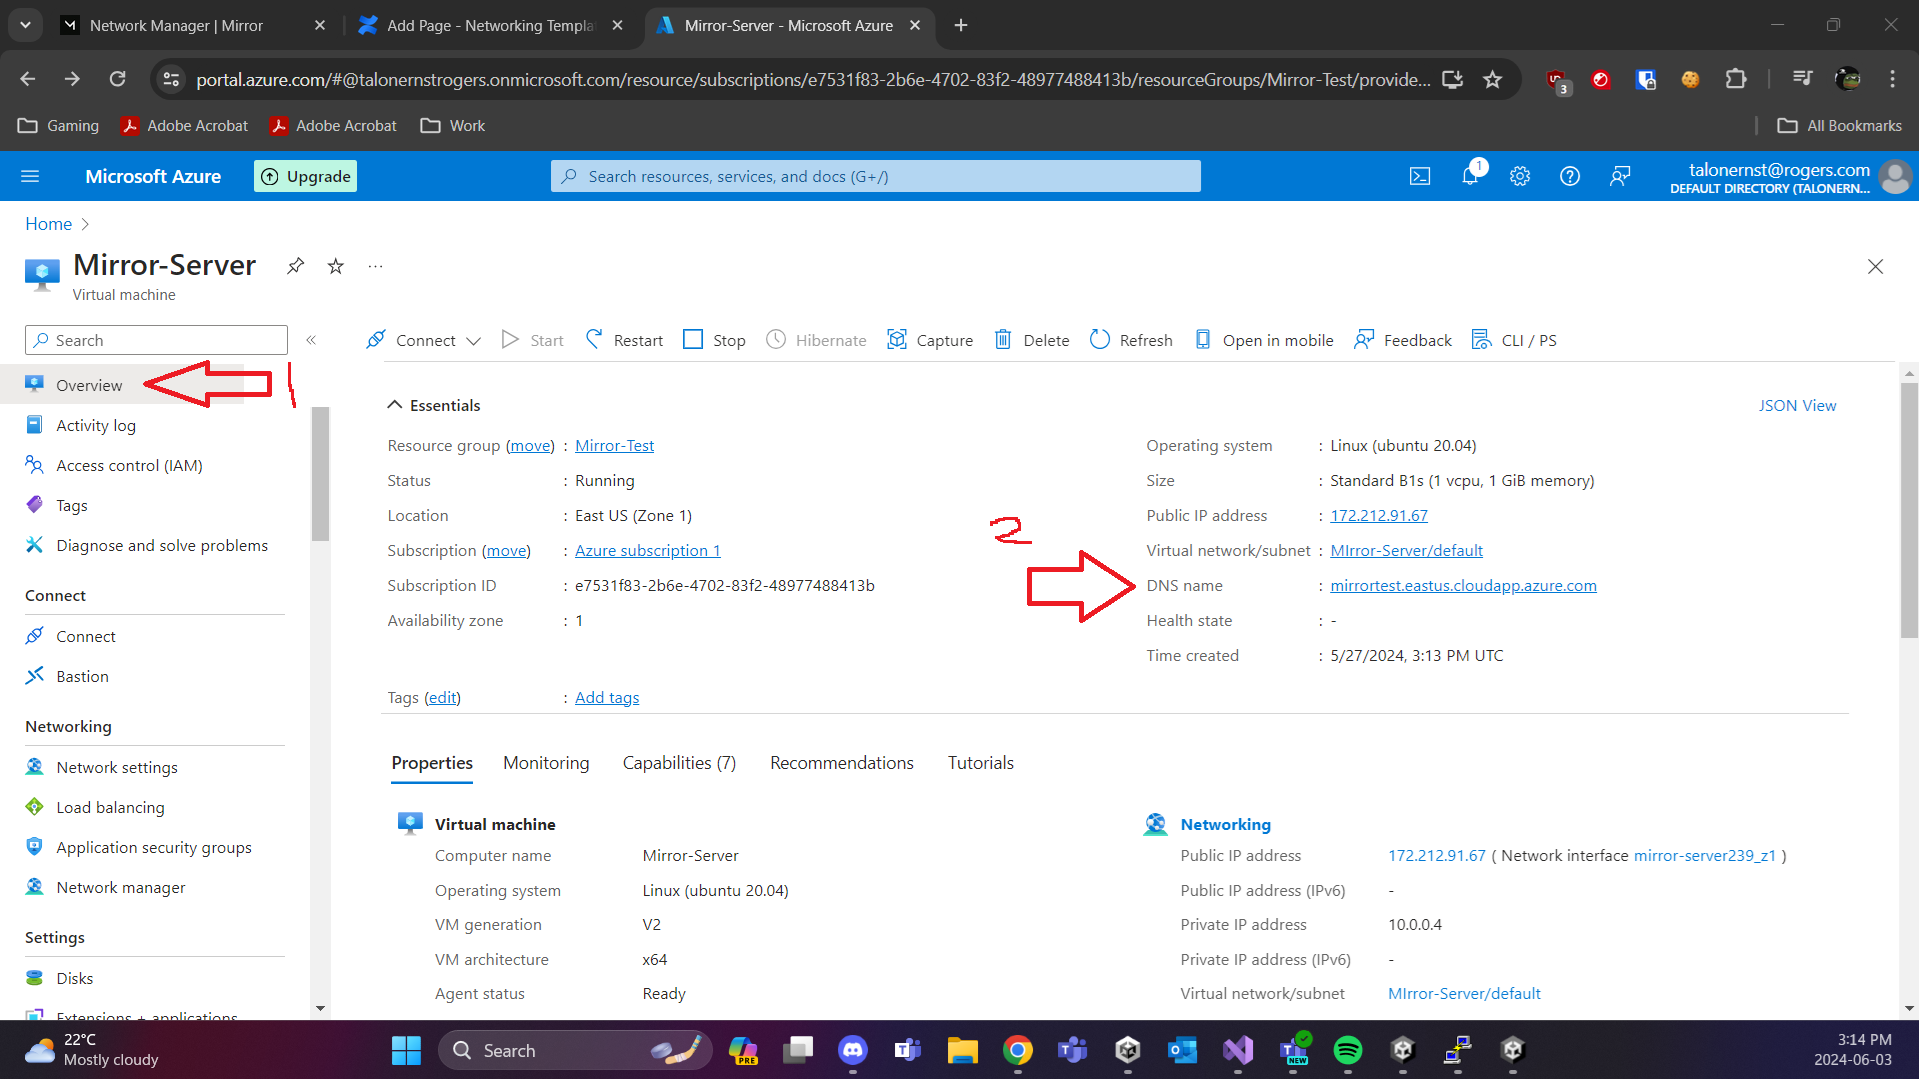 Network Manager | Mirror
Add Page - Networking Templa
Mirror-Server - Microsoft Azure
portal.azure.com/#@talonernstrogers.onmicrosoft.com/resource/subscriptions/e7531f83-2b6e-4702-83f2-48977488413b/resourceGroups/Mirror-Test/provide...
3
Gaming
Adobe Acrobat
Adobe Acrobat
Work
All Bookmarks
Microsoft Azure
Upgrade
Search resources, services, and docs (G+/)
1
talonernst@rogers.com
DEFAULT DIRECTORY (TALONERN...
Home
Mirror-Server
Virtual machine
Search
Connect
Start
Restart
Stop
Hibernate
Capture
Delete
Refresh
Open in mobile
Feedback
CLI / PS
Overview
1
Activity log
Access control (IAM)
Tags
Diagnose and solve problems
Connect
Connect
Bastion
Networking
Network settings
Load balancing
Application security groups
Network manager
Settings
Disks
Extensions + applications
Essentials
JSON View
Resource group (move) : Mirror-Test
Status : Running
Location : East US (Zone 1)
Subscription (move) : Azure subscription 1
Subscription ID : e7531f83-2b6e-4702-83f2-48977488413b
Availability zone : 1
2
Operating system : Linux (ubuntu 20.04)
Size : Standard B1s (1 vcpu, 1 GiB memory)
Public IP address : 172.212.91.67
Virtual network/subnet : MIrror-Server/default
DNS name : mirrortest.eastus.cloudapp.azure.com
Health state : -
Time created : 5/27/2024, 3:13 PM UTC
Tags (edit) : Add tags
Properties
Monitoring
Capabilities (7)
Recommendations
Tutorials
Virtual machine
Computer name Mirror-Server
Operating system Linux (ubuntu 20.04)
VM generation V2
VM architecture x64
Agent status Ready
Networking
Public IP address 172.212.91.67 ( Network interface mirror-server239_z1 )
Public IP address (IPv6) -
Private IP address 10.0.0.4
Private IP address (IPv6) -
Virtual network/subnet MIrror-Server/default
22°C
Mostly cloudy
Search
PRE
NEW
3:14 PM
2024-06-03